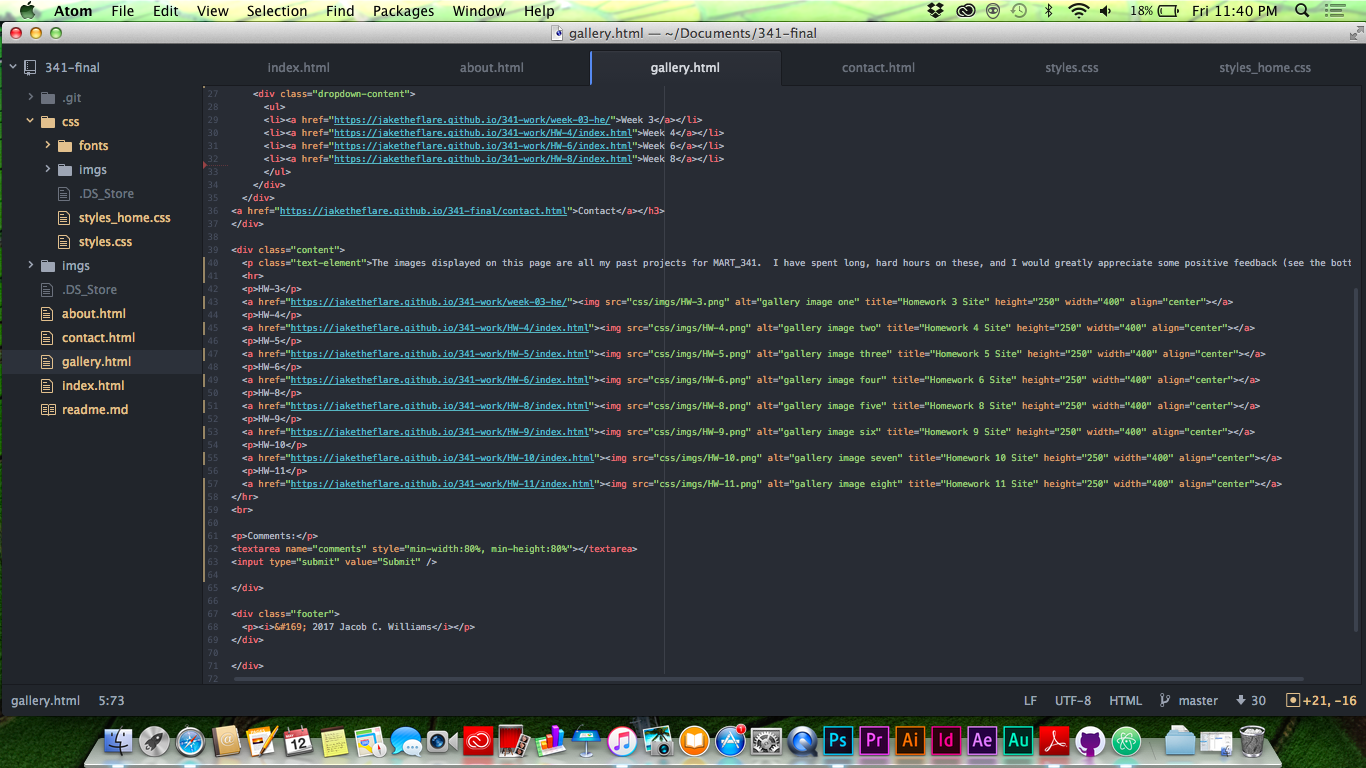 Atom File Edit View Selection Find Packages Window Help 18% Fri 11:40 PM
gallery.html — ~/Documents/341-final
341-final
.git
css
fonts
imgs
.DS_Store
styles_home.css
styles.css
imgs
.DS_Store
about.html
contact.html
gallery.html
index.html
readme.md
index.html about.html gallery.html contact.html styles.css styles_home.css
27 <div class="dropdown-content">
28 <ul>
29 <li><a href="https://jaketheflare.github.io/341-work/week-03-he/">Week 3</a></li>
30 <li><a href="https://jaketheflare.github.io/341-work/HW-4/index.html">Week 4</a></li>
31 <li><a href="https://jaketheflare.github.io/341-work/HW-6/index.html">Week 6</a></li>
32 <li><a href="https://jaketheflare.github.io/341-work/HW-8/index.html">Week 8</a></li>
33 </ul>
34 </div>
35 </div>
36 <a href="https://jaketheflare.github.io/341-final/contact.html">Contact</a></h3>
37 </div>
38
39 <div class="content">
40 <p class="text-element">The images displayed on this page are all my past projects for MART_341.  I have spent long, hard hours on these, and I would greatly appreciate some positive feedback (see the bott
41 <hr>
42 <p>HW-3</p>
43 <a href="https://jaketheflare.github.io/341-work/week-03-he/"><img src="css/imgs/HW-3.png" alt="gallery image one" title="Homework 3 Site" height="250" width="400" align="center"></a>
44 <p>HW-4</p>
45 <a href="https://jaketheflare.github.io/341-work/HW-4/index.html"><img src="css/imgs/HW-4.png" alt="gallery image two" title="Homework 4 Site" height="250" width="400" align="center"></a>
46 <p>HW-5</p>
47 <a href="https://jaketheflare.github.io/341-work/HW-5/index.html"><img src="css/imgs/HW-5.png" alt="gallery image three" title="Homework 5 Site" height="250" width="400" align="center"></a>
48 <p>HW-6</p>
49 <a href="https://jaketheflare.github.io/341-work/HW-6/index.html"><img src="css/imgs/HW-6.png" alt="gallery image four" title="Homework 6 Site" height="250" width="400" align="center"></a>
50 <p>HW-8</p>
51 <a href="https://jaketheflare.github.io/341-work/HW-8/index.html"><img src="css/imgs/HW-8.png" alt="gallery image five" title="Homework 8 Site" height="250" width="400" align="center"></a>
52 <p>HW-9</p>
53 <a href="https://jaketheflare.github.io/341-work/HW-9/index.html"><img src="css/imgs/HW-9.png" alt="gallery image six" title="Homework 9 Site" height="250" width="400" align="center"></a>
54 <p>HW-10</p>
55 <a href="https://jaketheflare.github.io/341-work/HW-10/index.html"><img src="css/imgs/HW-10.png" alt="gallery image seven" title="Homework 10 Site" height="250" width="400" align="center"></a>
56 <p>HW-11</p>
57 <a href="https://jaketheflare.github.io/341-work/HW-11/index.html"><img src="css/imgs/HW-11.png" alt="gallery image eight" title="Homework 11 Site" height="250" width="400" align="center"></a>
58 </hr>
59 <br>
60
61 <p>Comments:</p>
62 <textarea name="comments" style="min-width:80%, min-height:80%"></textarea>
63 <input type="submit" value="Submit" />
64
65 </div>
66
67 <div class="footer">
68 <p><i>&#169; 2017 Jacob C. Williams</i></p>
69 </div>
70
71 </div>
72
gallery.html 5:73 LF UTF-8 HTML master 30 +21, -16
12 Ps Pr Ai Id Ae Au